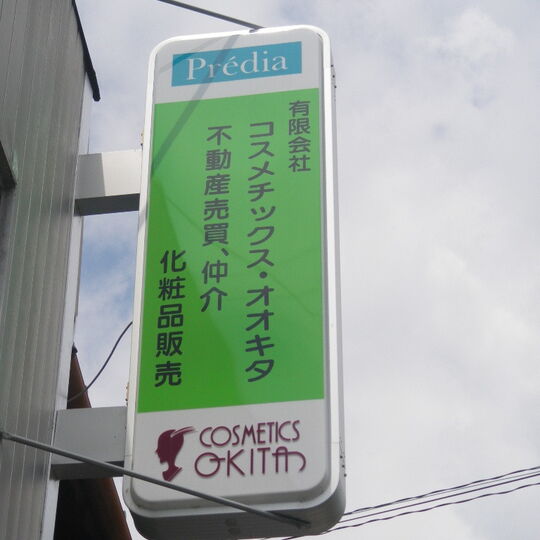 Prédia
有限会社
コスメチックス・オオキタ
不動産売買、仲介
化粧品販売
COSMETICS
OKITA